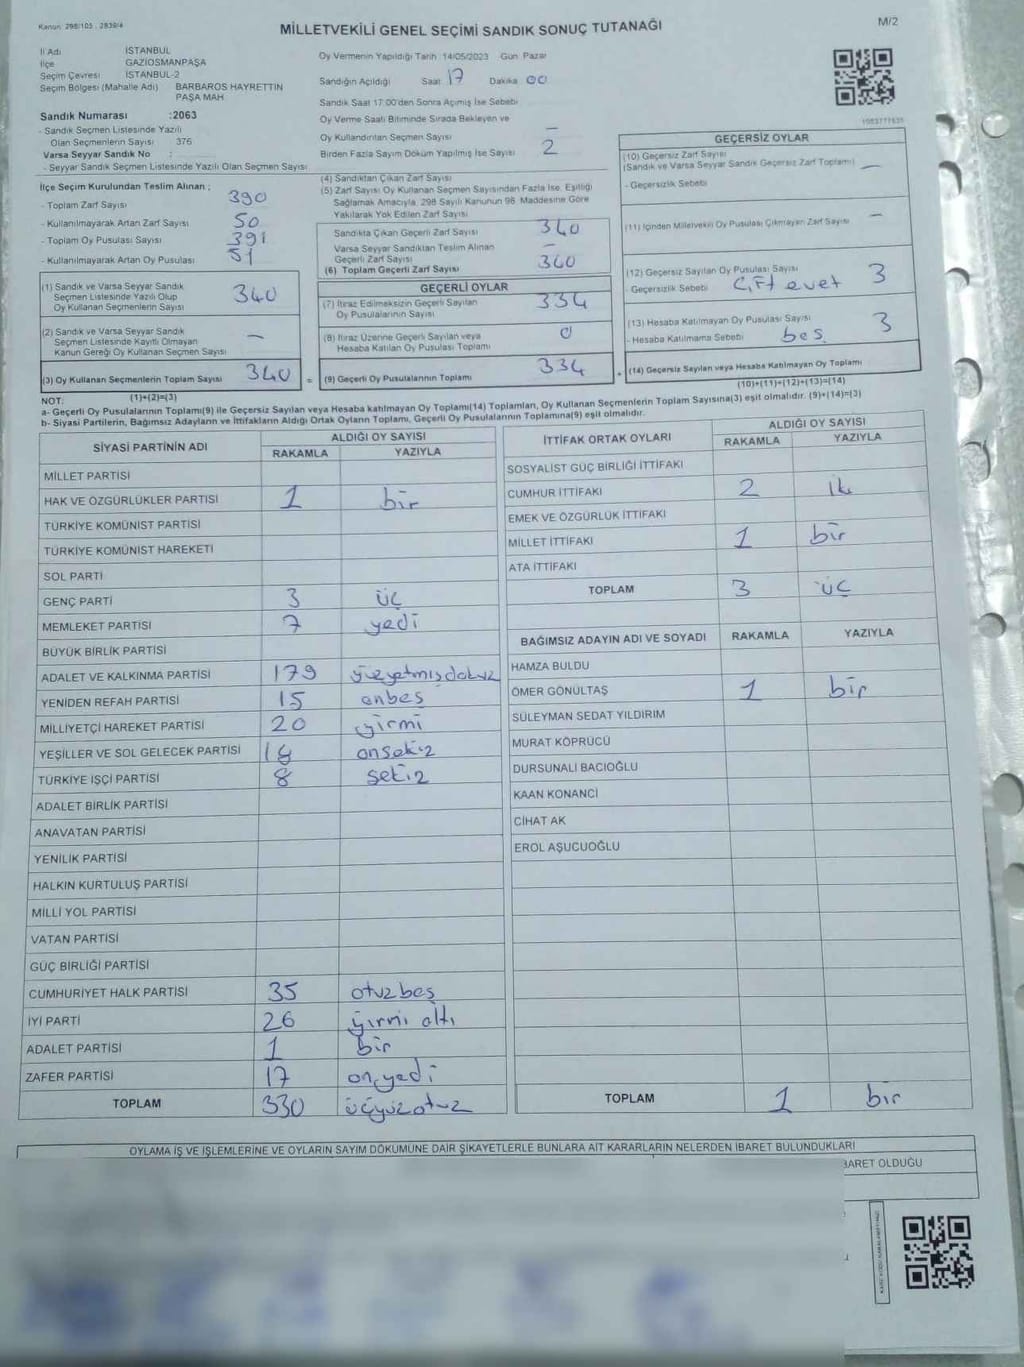 Kanun 298/105 , 2839/4
MİLLETVEKİLİ GENEL SEÇİMİ SANDIK SONUÇ TUTANAĞI
M/2
İl Adı İSTANBUL
İlçe GAZİOSMANPAŞA
Seçim Çevresi İSTANBUL-2
Seçim Bölgesi (Mahalle Adı) BARBAROS HAYRETTİN PAŞA MAH
Sandık Numarası :2063
- Sandık Seçmen Listesinde Yazılı
Olan Seçmenlerin Sayısı 376
Varsa Seyyar Sandık No :
- Seyyar Sandık Seçmen Listesinde Yazılı Olan Seçmen Sayısı
Oy Vermenin Yapıldığı Tarih 14/05/2023 Gün Pazar
Sandığın Açıldığı Saat 17 Dakika 00
Sandık Saat 17:00'den Sonra Açımış İse Sebebi
Oy Verme Saati Bitiminde Sırada Bekleyen ve
Oy Kullandırılan Seçmen Sayısı –
Birden Fazla Sayım Döküm Yapılmış İse Sayısı 2
İlçe Seçim Kurulundan Teslim Alınan ;
- Toplam Zarf Sayısı 390
- Kullanılmayarak Artan Zarf Sayısı 50
- Toplam Oy Pusulası Sayısı 391
- Kullanılmayarak Artan Oy Pusulası 51
(1) Sandık ve Varsa Seyyar Sandık
Seçmen Listesinde Yazılı Olup
Oy Kullanan Seçmenlerin Sayısı 340
(2) Sandık ve Varsa Seyyar Sandık
Seçmen Listesinde Kayıtlı Olmayan
Kanun Gereği Oy Kullanan Seçmen Sayısı –
(3) Oy Kullanan Seçmenlerin Toplam Sayısı 340
(1)+(2)=(3)
(4) Sandıktan Çıkan Zarf Sayısı
(5) Zarf Sayısı Oy Kullanan Seçmen Sayısından Fazla İse, Eşitliği
Sağlamak Amacıyla, 298 Sayılı Kanunun 98. Maddesine Göre
Yakılarak Yok Edilen Zarf Sayısı
Sandıkta Çıkan Geçerli Zarf Sayısı 340
Varsa Seyyar Sandıktan Teslim Alınan
Geçerli Zarf Sayısı –
(6) Toplam Geçerli Zarf Sayısı 340
GEÇERLİ OYLAR
(7) İtiraz Edilmeksizin Geçerli Sayılan
Oy Pusulalarının Sayısı 334
(8) İtiraz Üzerine Geçerli Sayılan veya
Hesaba Katılan Oy Pusulası Toplamı 0
= (9) Geçerli Oy Pusulalarının Toplamı 334
1983777635
GEÇERSİZ OYLAR
(10) Geçersiz Zarf Sayısı
(Sandık ve Varsa Seyyar Sandık Geçersiz Zarf Toplamı) –
- Geçersizlik Sebebi
(11) İçinden Milletvekili Oy Pusulası Çıkmayan Zarf Sayısı –
(12) Geçersiz Sayılan Oy Pusulası Sayısı 3
- Geçersizlik Sebebi Çift evet
(13) Hesaba Katılmayan Oy Pusulası Sayısı 3
- Hesaba Katılmama Sebebi beş
+ (14) Geçersiz Sayılan veya Hesaba Katılmayan Oy Toplamı
(10)+(11)+(12)+(13)=(14)
NOT:
a- Geçerli Oy Pusulalarının Toplamı(9) ile Geçersiz Sayılan veya Hesaba katılmayan Oy Toplamı(14) Toplamları, Oy Kullanan Seçmenlerin Toplam Sayısına(3) eşit olmalıdır. (9)+(14)=(3)
b- Siyasi Partilerin, Bağımsız Adayların ve İttifakların Aldığı Ortak Oyların Toplamı, Geçerli Oy Pusulalarının Toplamına(9) eşit olmalıdır.
SİYASİ PARTİNİN ADI ALDIĞI OY SAYISI
RAKAMLA YAZIYLA
MİLLET PARTİSİ
HAK VE ÖZGÜRLÜKLER PARTİSİ 1 bir
TÜRKİYE KOMÜNİST PARTİSİ
TÜRKİYE KOMÜNİST HAREKETİ
SOL PARTİ
GENÇ PARTİ 3 üç
MEMLEKET PARTİSİ 7 yedi
BÜYÜK BİRLİK PARTİSİ
ADALET VE KALKINMA PARTİSİ 179 yüzyetmişdokuz
YENİDEN REFAH PARTİSİ 15 onbeş
MİLLİYETÇİ HAREKET PARTİSİ 20 yirmi
YEŞİLLER VE SOL GELECEK PARTİSİ 18 onsekiz
TÜRKİYE İŞÇİ PARTİSİ 8 sekiz
ADALET BİRLİK PARTİSİ
ANAVATAN PARTİSİ
YENİLİK PARTİSİ
HALKIN KURTULUŞ PARTİSİ
MİLLİ YOL PARTİSİ
VATAN PARTİSİ
GÜÇ BİRLİĞİ PARTİSİ
CUMHURİYET HALK PARTİSİ 35 otuzbeş
İYİ PARTİ 26 yirmi altı
ADALET PARTİSİ 1 bir
ZAFER PARTİSİ 17 onyedi
TOPLAM 330 üçyüzotuz
İTTİFAK ORTAK OYLARI ALDIĞI OY SAYISI
RAKAMLA YAZIYLA
SOSYALİST GÜÇ BİRLİĞİ İTTİFAKI
CUMHUR İTTİFAKI 2 iki
EMEK VE ÖZGÜRLÜK İTTİFAKI
MİLLET İTTİFAKI 1 bir
ATA İTTİFAKI
TOPLAM 3 üç
BAĞIMSIZ ADAYIN ADI VE SOYADI RAKAMLA YAZIYLA
HAMZA BULDU
ÖMER GÖNÜLTAŞ 1 bir
SÜLEYMAN SEDAT YILDIRIM
MURAT KÖPRÜCÜ
DURSUNALİ BACIOĞLU
KAAN KONANCİ
CİHAT AK
EROL AŞUCUOĞLU
TOPLAM 1 bir
OYLAMA İŞ VE İŞLEMLERİNE VE OYLARIN SAYIM DÖKÜMÜNE DAİR ŞİKAYETLERLE BUNLARA AİT KARARLARIN NELERDEN İBARET BULUNDUKLARI
BARET OLDUĞU